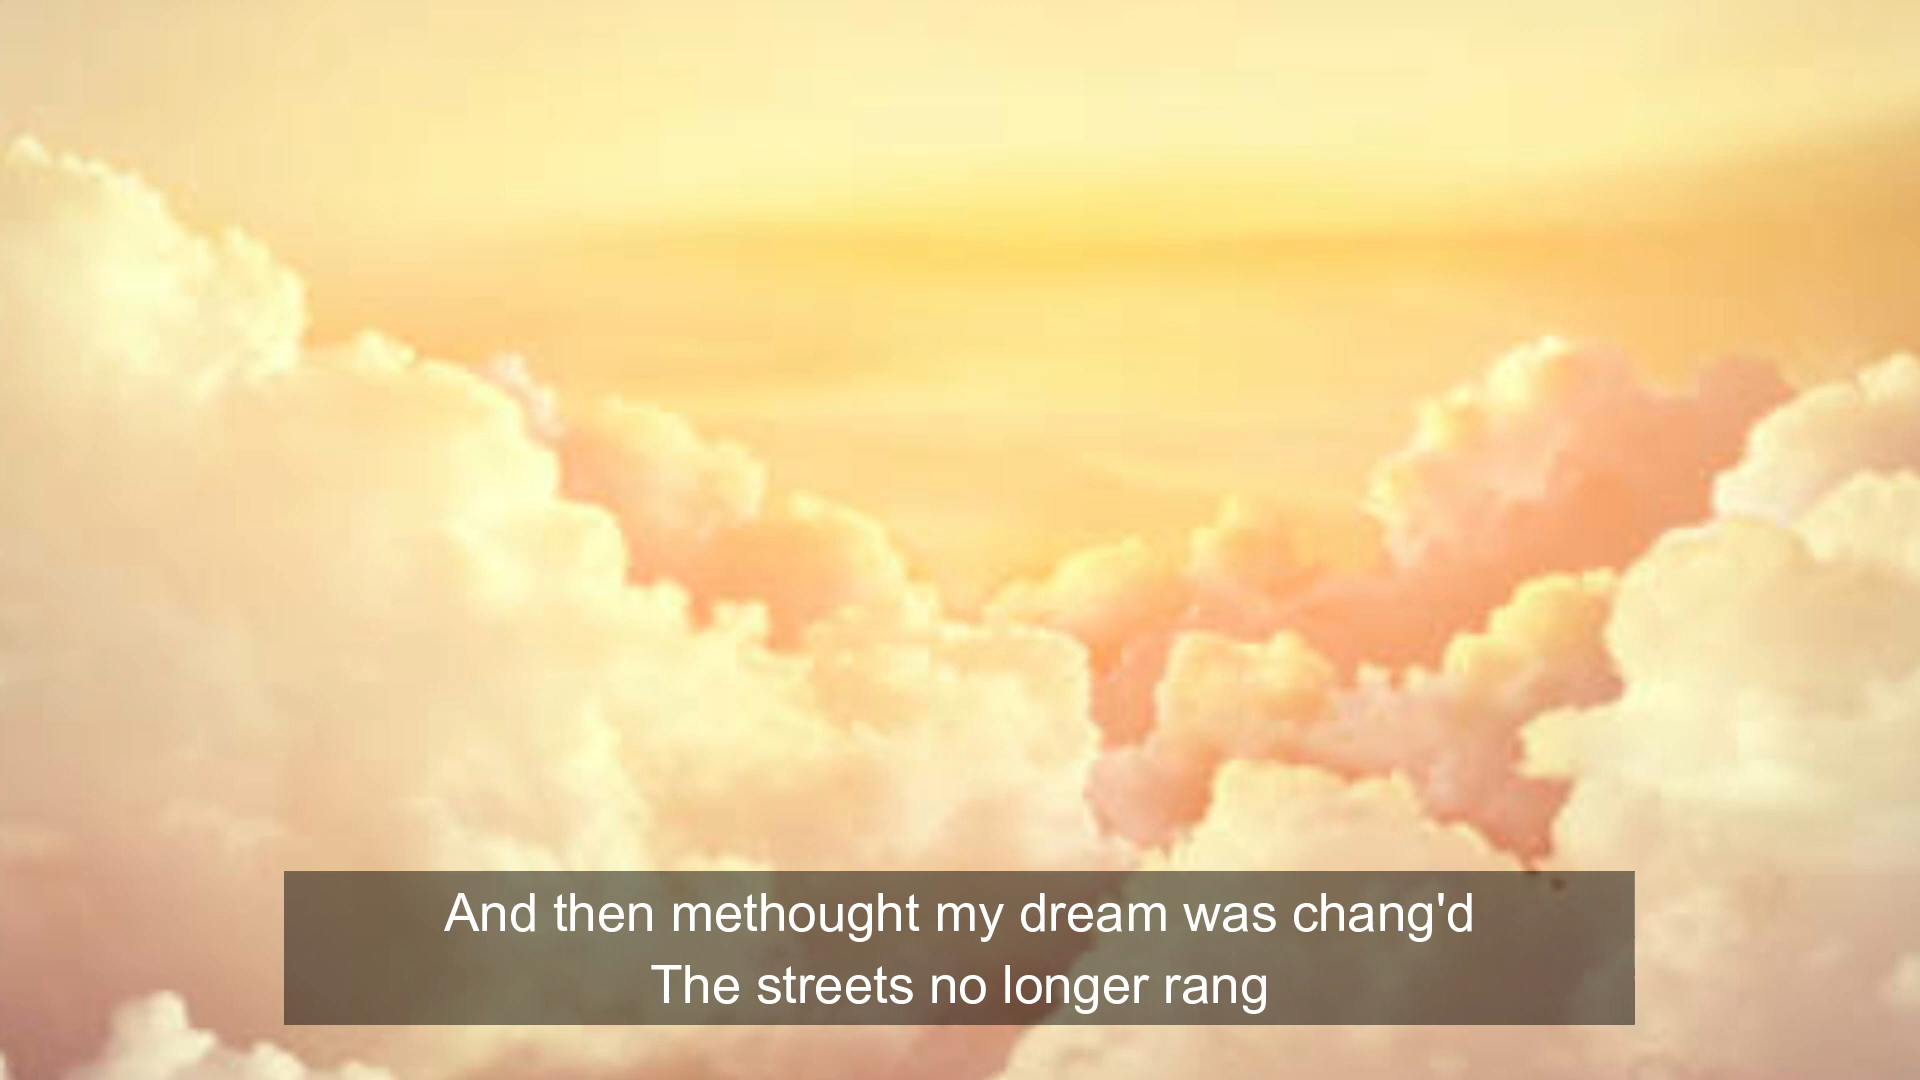 And then methought my dream was chang'd
The streets no longer rang